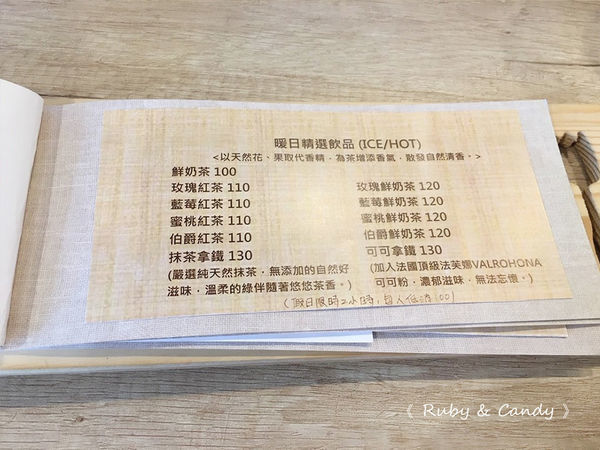 暖日精選飲品 (ICE/HOT)
<以天然花、果取代香精，為茶增添香氣，散發自然清香。>
鮮奶茶 100
玫瑰紅茶 110
藍莓紅茶 110
蜜桃紅茶 110
伯爵紅茶 110
抹茶拿鐵 130
(嚴選純天然抹茶，無添加的自然好
滋味，溫柔的綠伴隨著悠悠茶香。)
玫瑰鮮奶茶 120
藍莓鮮奶茶 120
蜜桃鮮奶茶 120
伯爵鮮奶茶 120
可可拿鐵 130
(加入法國頂級法芙娜VALROHONA
可可粉，濃郁滋味，無法忘懷。)
(假日限時2小時，每人低消100)
《 Ruby & Candy 》